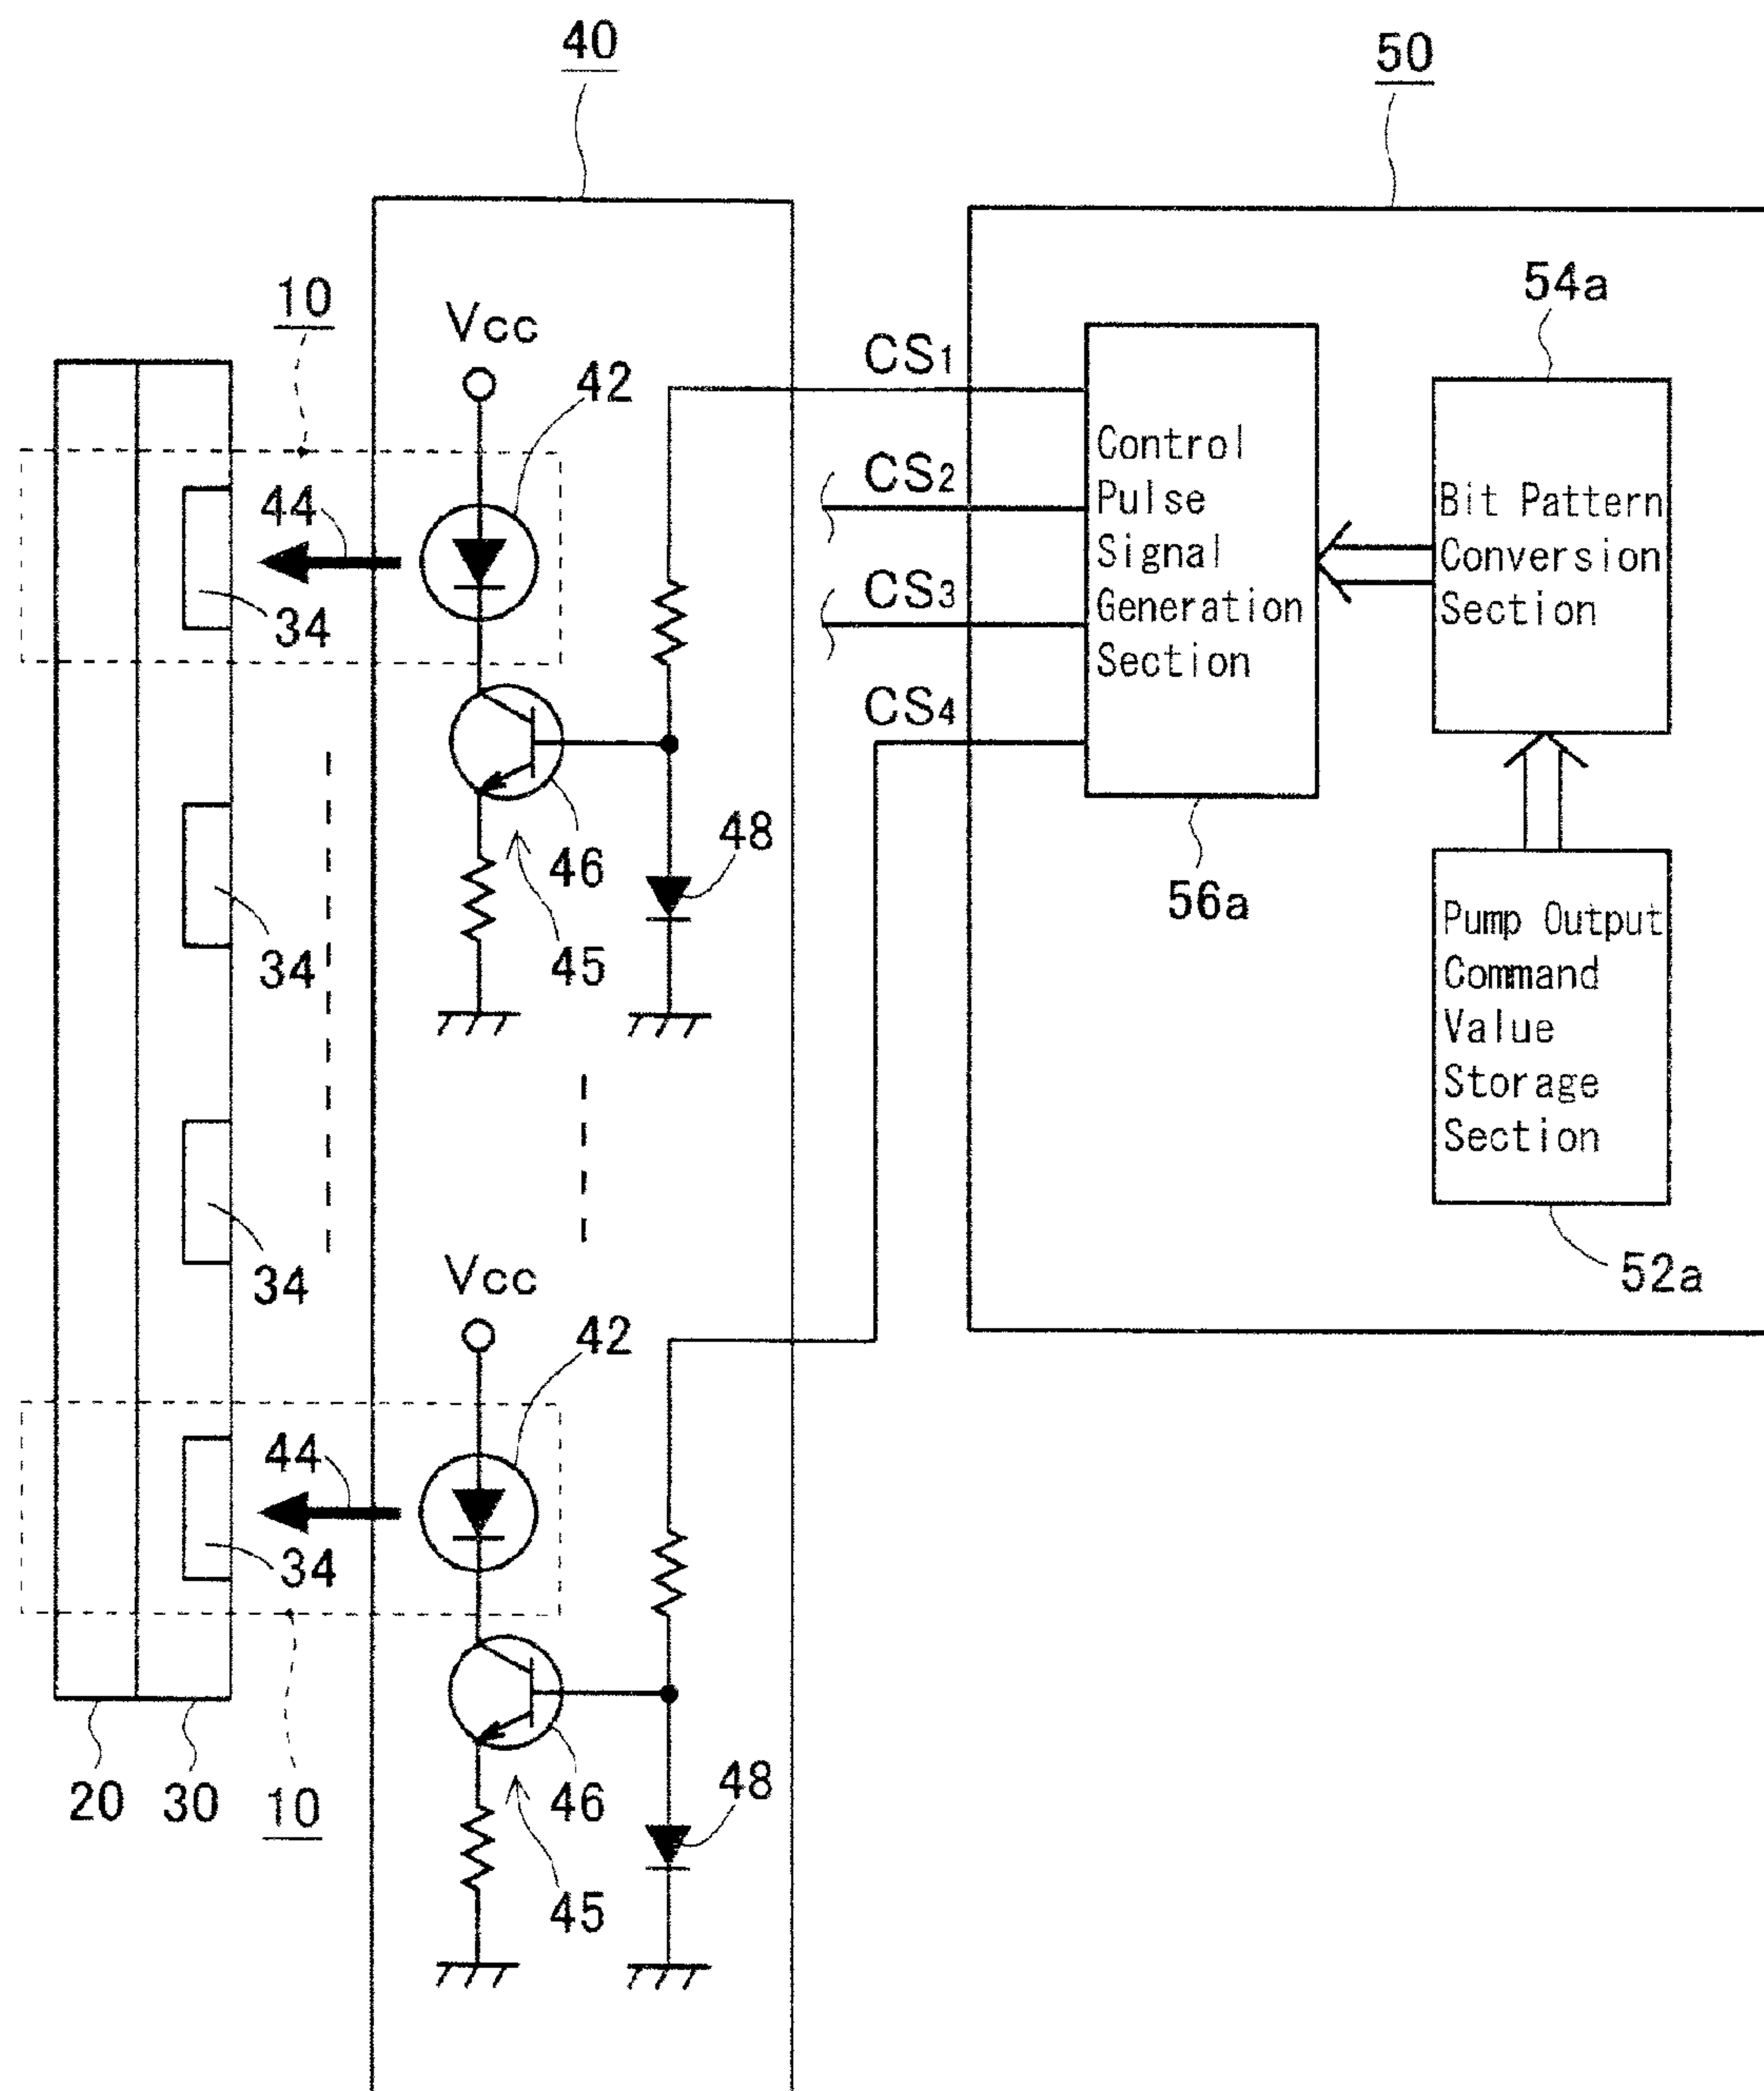 40
50
10
Vcc
42
44
34
CS1
CS2
CS3
CS4
54a
Control
Pulse
Signal
Generation
Section
Bit Pattern
Conversion
Section
56a
46
45
48
34
34
Pump Output
Command
Value
Storage
Section
52a
Vcc
42
44
34
46
45
48
20
30
10